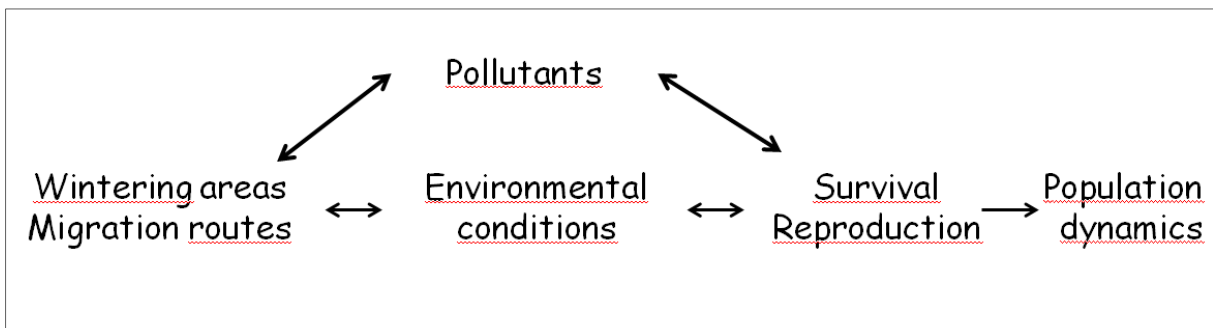 Pollutants
Wintering areas
Migration routes
Environmental
conditions
Survival
Reproduction
Population
dynamics